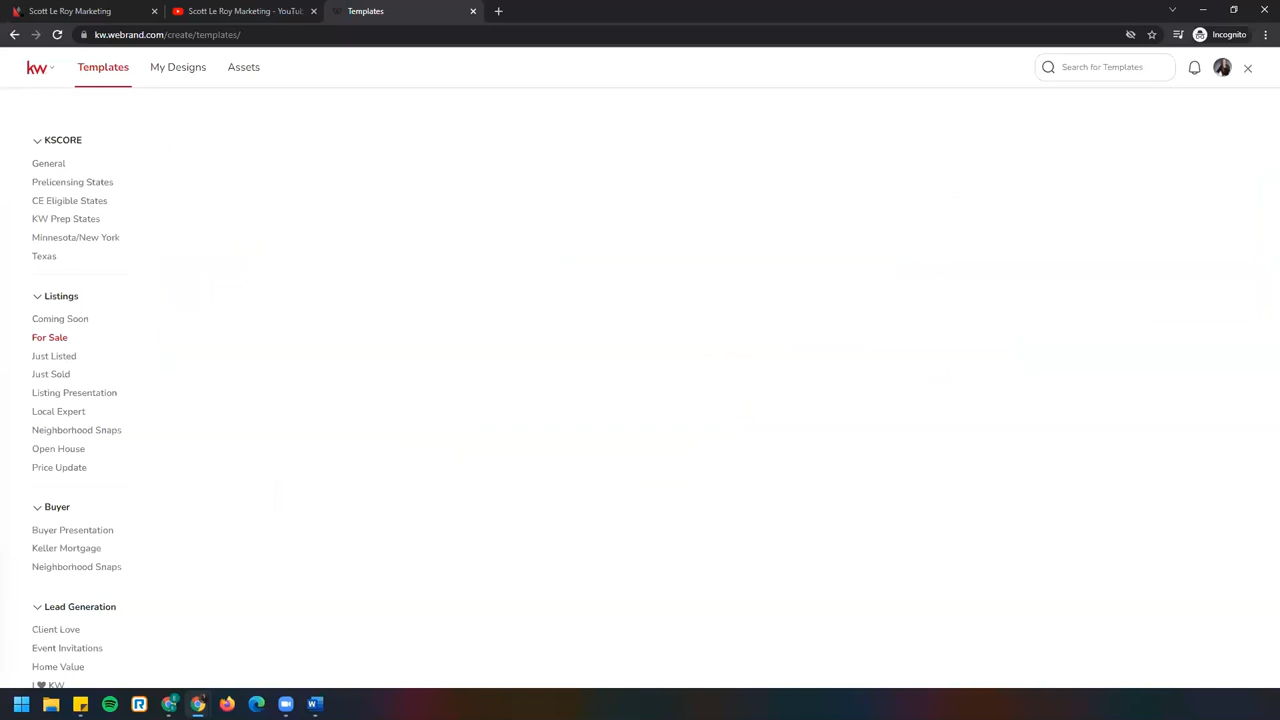 Scott Le Roy Marketing
Scott Le Roy Marketing - YouTu
Templates
kw.webrand.com/create/templates/
Incognito
kw
Templates
My Designs
Assets
Search for Templates
KSCORE
General
Prelicensing States
CE Eligible States
KW Prep States
Minnesota/New York
Texas
Listings
Coming Soon
For Sale
Just Listed
Just Sold
Listing Presentation
Local Expert
Neighborhood Snaps
Open House
Price Update
Buyer
Buyer Presentation
Keller Mortgage
Neighborhood Snaps
Lead Generation
Client Love
Event Invitations
Home Value
I 🖤 KW